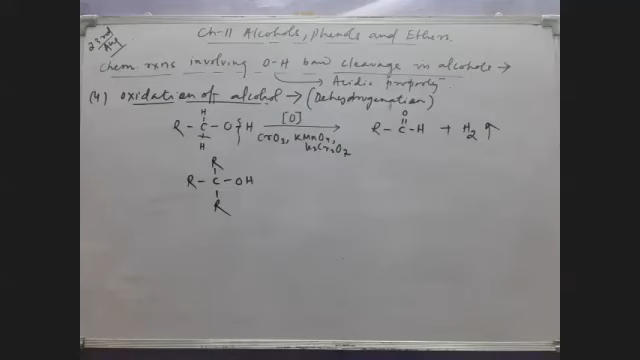 23rd Aug
Ch-11 Alcohols, Phenols and Ethers
Chem. rxns involving O-H bond cleavage in alcohols →
Acidic property
(4) Oxidation of alcohol → (Dehydrogenation)
H O
R - C - O H [O] R - C - H + H2 ↑
H CrO3, KMnO4, K2Cr2O7
R
R - C - OH
R